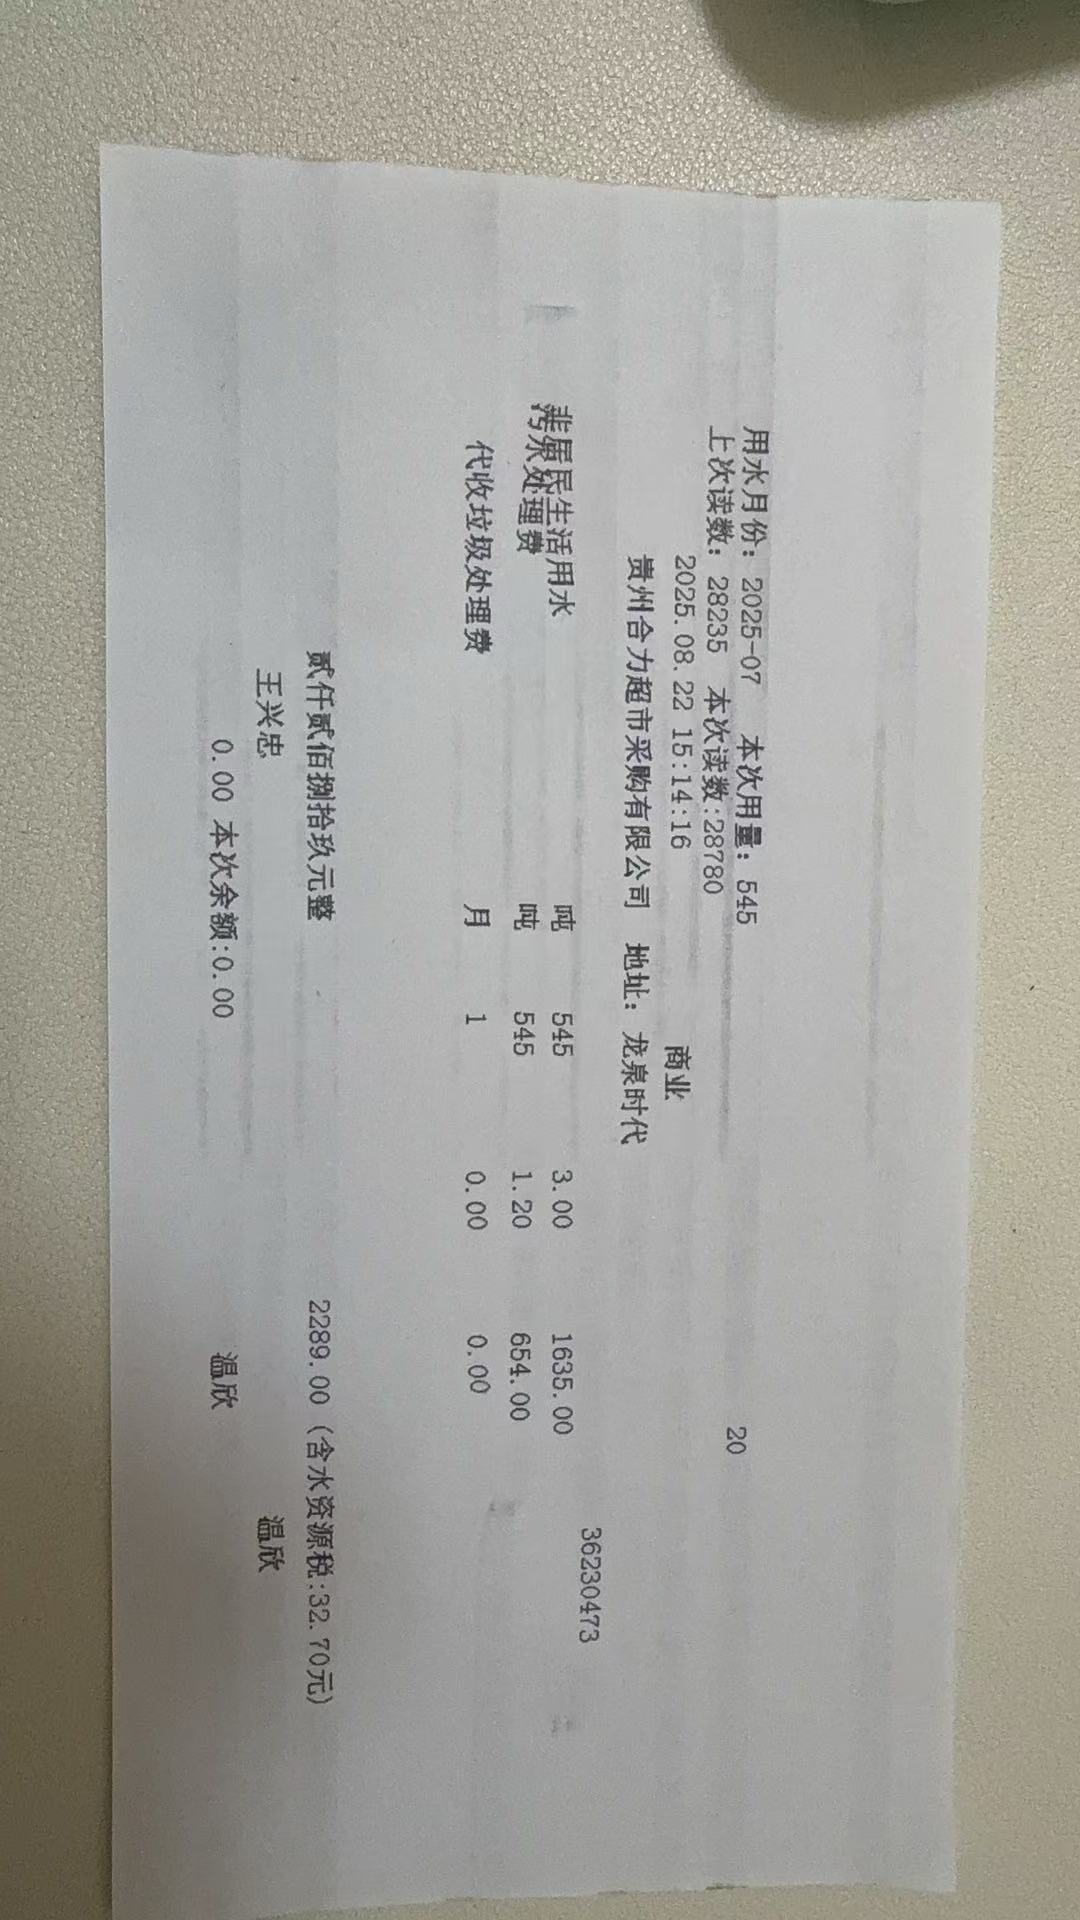 用水月份: 2025-07 本次用量: 545 20
上次读数: 28235 本次读数:28780
2025.08.22 15:14:16 商业
贵州合力超市采购有限公司 地址: 龙泉时代
36230473
非居民生活用水 吨 545 3.00 1635.00
污水处理费 吨 545 1.20 654.00
代收垃圾处理费 月 1 0.00 0.00
贰仟贰佰捌拾玖元整 2289.00 (含水资源税:32.70元)
王兴忠 温欣
0.00 本次余额:0.00 温欣